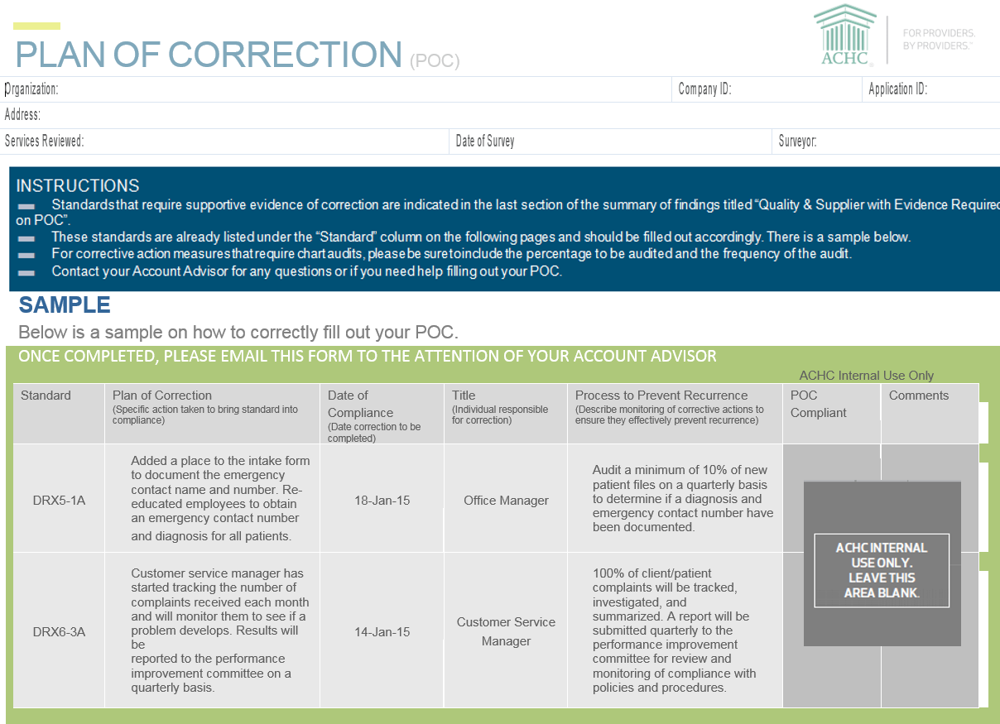 PLAN OF CORRECTION (POC)
ACHC
FOR PROVIDERS.
BY PROVIDERS.™
Organization:
Company ID:
Application ID:
Address:
Services Reviewed:
Date of Survey
Surveyor:
INSTRUCTIONS
Standards that require supportive evidence of correction are indicated in the last section of the summary of findings titled “Quality & Supplier with Evidence Required
on POC”.
These standards are already listed under the “Standard” column on the following pages and should be filled out accordingly. There is a sample below.
For corrective action measures that require chart audits, please be sure to include the percentage to be audited and the frequency of the audit.
Contact your Account Advisor for any questions or if you need help filling out your POC.
SAMPLE
Below is a sample on how to correctly fill out your POC.
ONCE COMPLETED, PLEASE EMAIL THIS FORM TO THE ATTENTION OF YOUR ACCOUNT ADVISOR
ACHC Internal Use Only
Standard
Plan of Correction
(Specific action taken to bring standard into
compliance)
Date of
Compliance
(Date correction to be
completed)
Title
(Individual responsible
for correction)
Process to Prevent Recurrence
(Describe monitoring of corrective actions to
ensure they effectively prevent recurrence)
POC
Compliant
Comments
DRX5-1A
Added a place to the intake form
to document the emergency
contact name and number. Re-
educated employees to obtain
an emergency contact number
and diagnosis for all patients.
18-Jan-15
Office Manager
Audit a minimum of 10% of new
patient files on a quarterly basis
to determine if a diagnosis and
emergency contact number have
been documented.
DRX6-3A
Customer service manager has
started tracking the number of
complaints received each month
and will monitor them to see if a
problem develops. Results will
be
reported to the performance
improvement committee on a
quarterly basis.
14-Jan-15
Customer Service
Manager
100% of client/patient
complaints will be tracked,
investigated, and
summarized. A report will be
submitted quarterly to the
performance improvement
committee for review and
monitoring of compliance with
policies and procedures.
ACHC INTERNAL
USE ONLY.
LEAVE THIS
AREA BLANK.